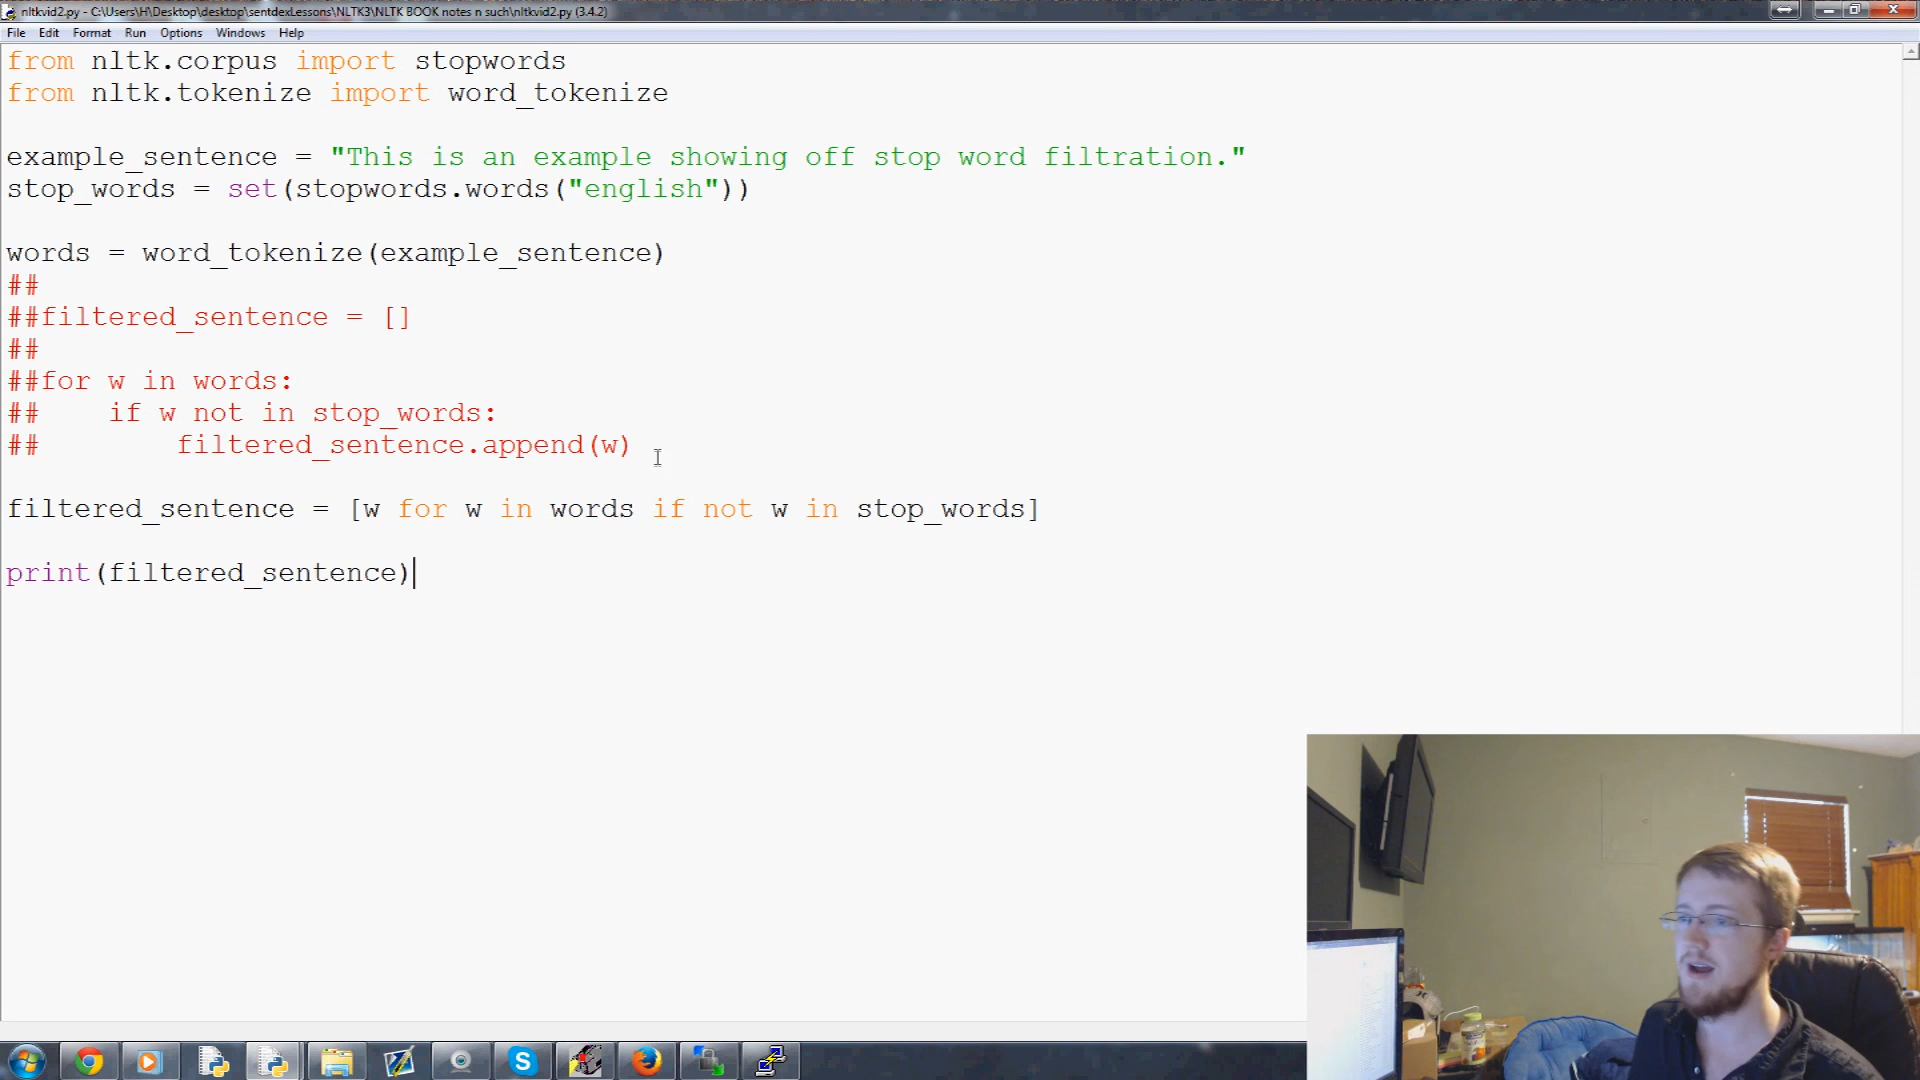 nltkvid2.py - C:\Users\H\Desktop\desktop\sentdexLessons\NLTK3\NLTK BOOK notes n such\nltkvid2.py (3.4.2)
File Edit Format Run Options Windows Help
from nltk.corpus import stopwords
from nltk.tokenize import word_tokenize
example_sentence = "This is an example showing off stop word filtration."
stop_words = set(stopwords.words("english"))
words = word_tokenize(example_sentence)
##
##filtered_sentence = []
##
##for w in words:
##    if w not in stop_words:
##        filtered_sentence.append(w)
filtered_sentence = [w for w in words if not w in stop_words]
print(filtered_sentence)